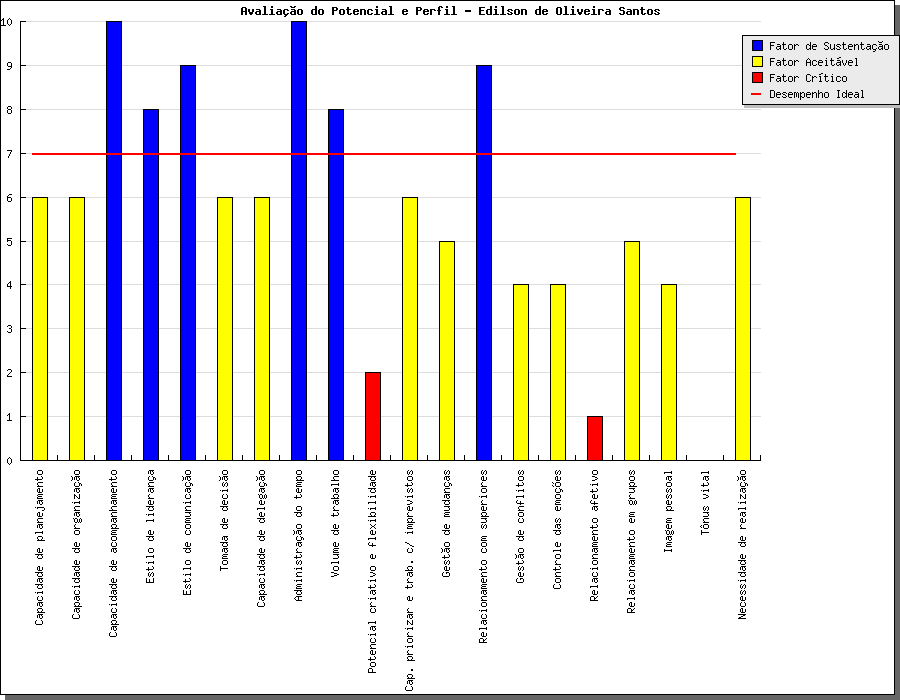 Avaliação do Potencial e Perfil - Edilson de Oliveira Santos
Fator de Sustentação
Fator Aceitável
Fator Crítico
Desempenho Ideal
10
9
8
7
6
5
4
3
2
1
0
Capacidade de planejamento
Capacidade de organização
Capacidade de acompanhamento
Estilo de liderança
Estilo de comunicação
Tomada de decisão
Capacidade de delegação
Administração do tempo
Volume de trabalho
Potencial criativo e flexibilidade
Cap. priorizar e trab. c/ imprevistos
Gestão de mudanças
Relacionamento com superiores
Gestão de conflitos
Controle das emoções
Relacionamento afetivo
Relacionamento em grupos
Imagem pessoal
Tônus vital
Necessidade de realização